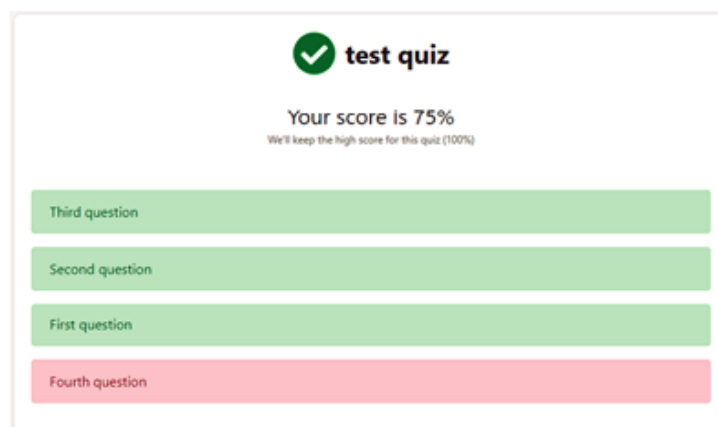 test quiz
Your score is 75%
We'll keep the high score for this quiz (100%)
Third question
Second question
First question
Fourth question